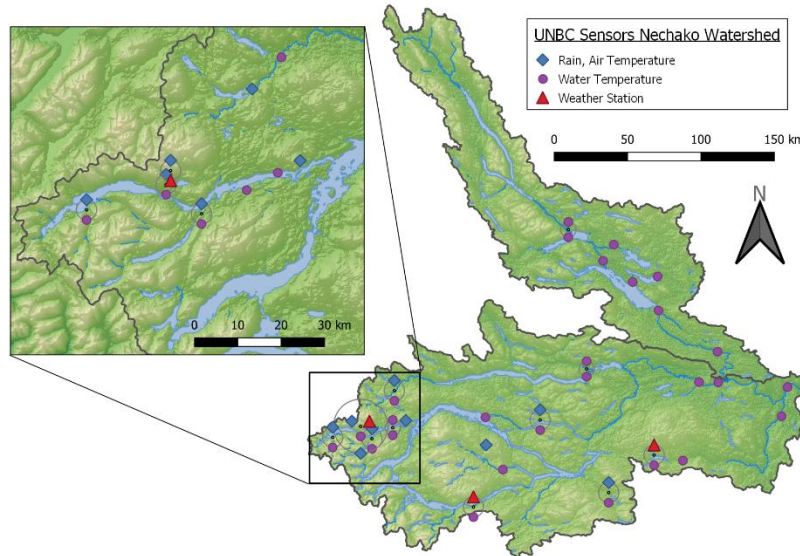 UNBC Sensors Nechako Watershed
Rain, Air Temperature
Water Temperature
Weather Station
0 50 100 150 km
N
0 10 20 30 km